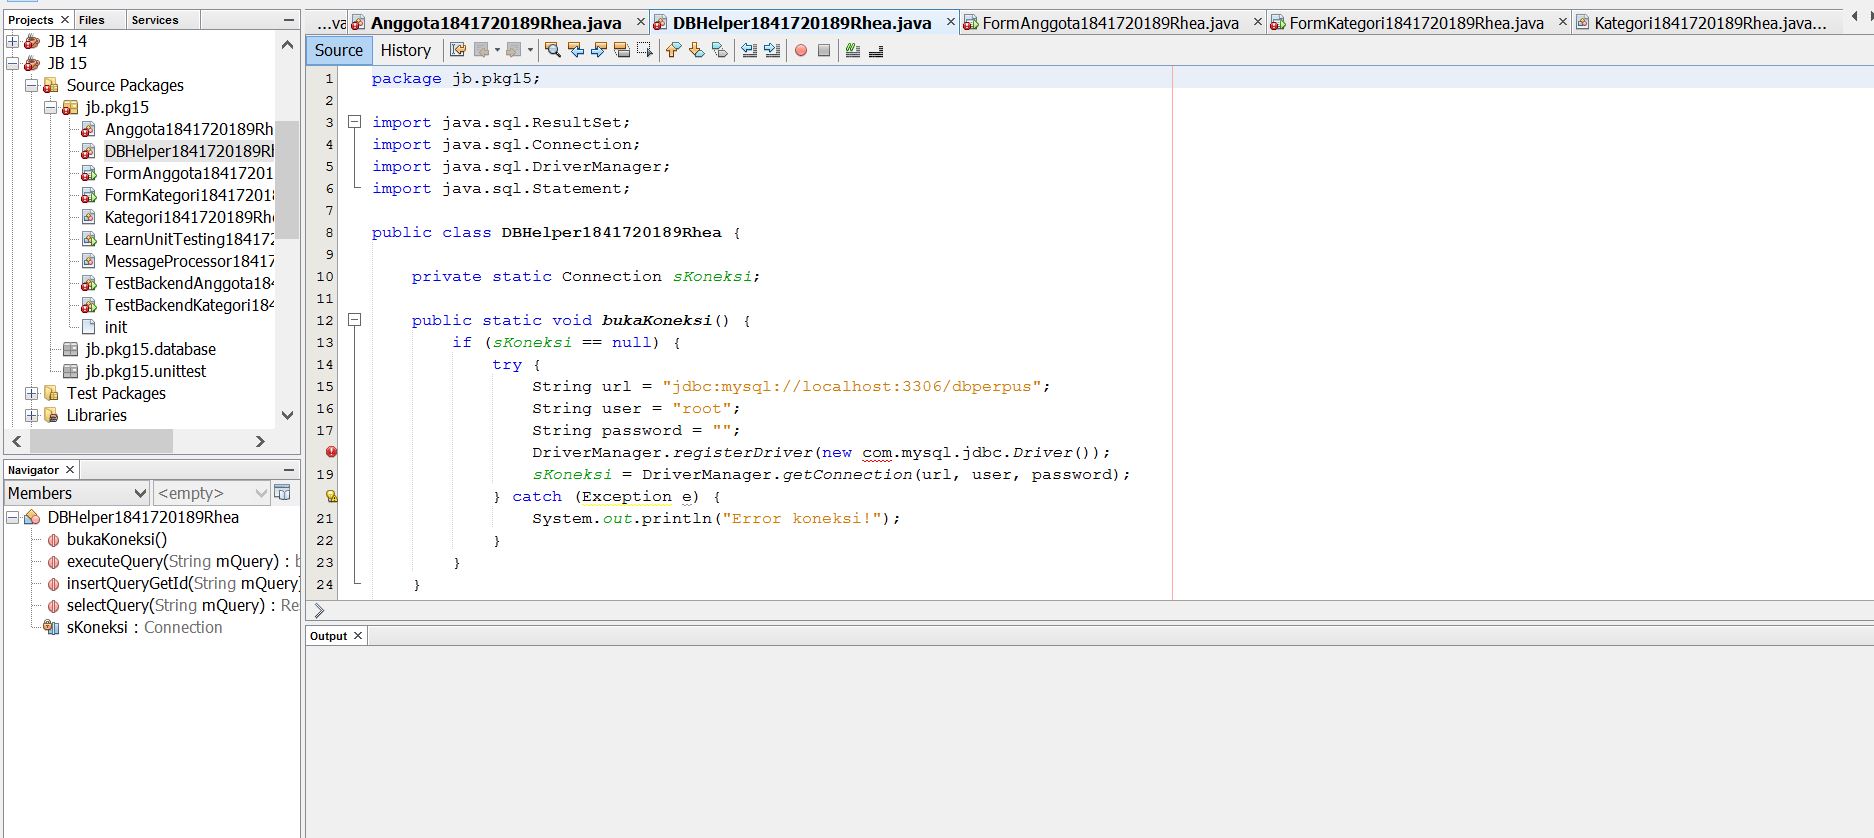 Projects Files Services
JB 14
JB 15
Source Packages
jb.pkg15
Anggota1841720189Rh
DBHelper1841720189Rh
FormAnggota18417201
FormKategori18417201
Kategori1841720189Rh
LearnUnitTesting18417
MessageProcessor18417
TestBackendAnggota18
TestBackendKategori184
init
jb.pkg15.database
jb.pkg15.unittest
Test Packages
Libraries
Navigator
Members <empty>
DBHelper1841720189Rhea
bukaKoneksi()
executeQuery(String mQuery) : b
insertQueryGetId(String mQuery)
selectQuery(String mQuery) : Re
sKoneksi : Connection
...va Anggota1841720189Rhea.java DBHelper1841720189Rhea.java FormAnggota1841720189Rhea.java FormKategori1841720189Rhea.java Kategori1841720189Rhea.java...
Source History
1 package jb.pkg15;
2
3 import java.sql.ResultSet;
4 import java.sql.Connection;
5 import java.sql.DriverManager;
6 import java.sql.Statement;
7
8 public class DBHelper1841720189Rhea {
9
10 private static Connection sKoneksi;
11
12 public static void bukaKoneksi() {
13 if (sKoneksi == null) {
14 try {
15 String url = "jdbc:mysql://localhost:3306/dbperpus";
16 String user = "root";
17 String password = "";
DriverManager.registerDriver(new com.mysql.jdbc.Driver());
19 sKoneksi = DriverManager.getConnection(url, user, password);
} catch (Exception e) {
21 System.out.println("Error koneksi!");
22 }
23 }
24 }
Output